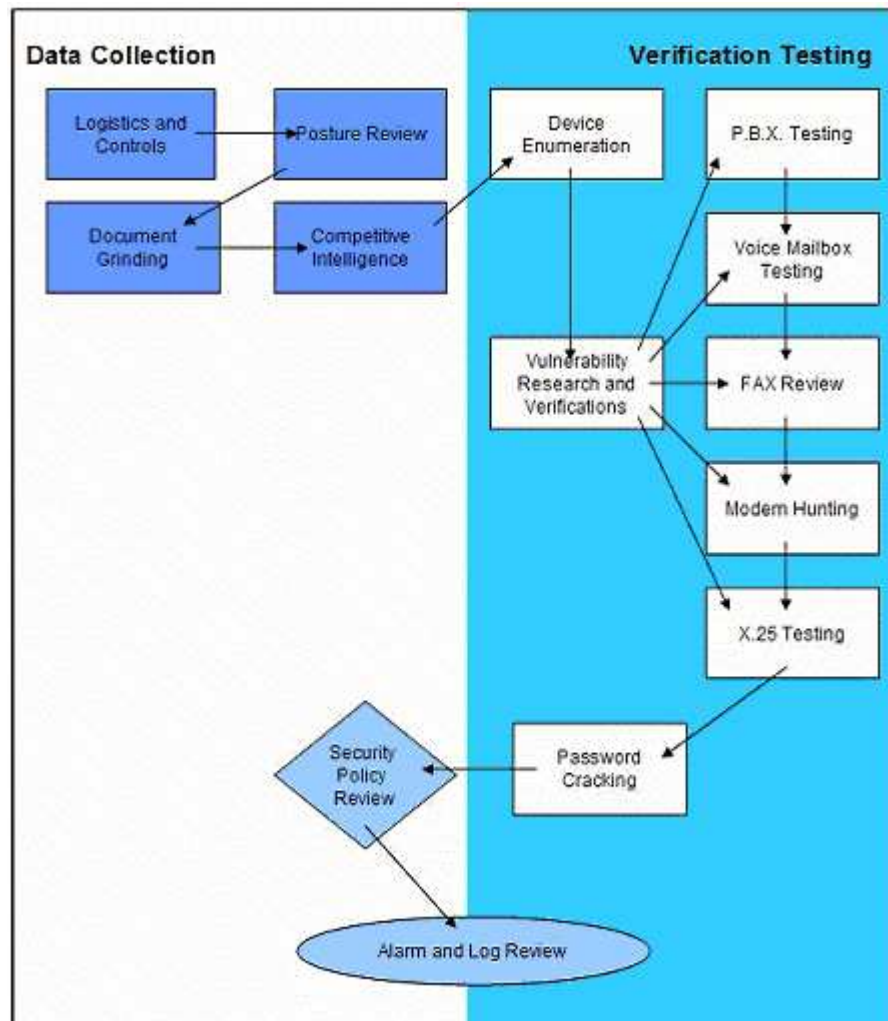 Data Collection
Verification Testing
Logistics and
Controls
Posture Review
Document
Grinding
Competitive
Intelligence
Device
Enumeration
Vulnerability
Research and
Verifications
P.B.X. Testing
Voice Mailbox
Testing
FAX Review
Modem Hunting
X.25 Testing
Password
Cracking
Security
Policy
Review
Alarm and Log Review